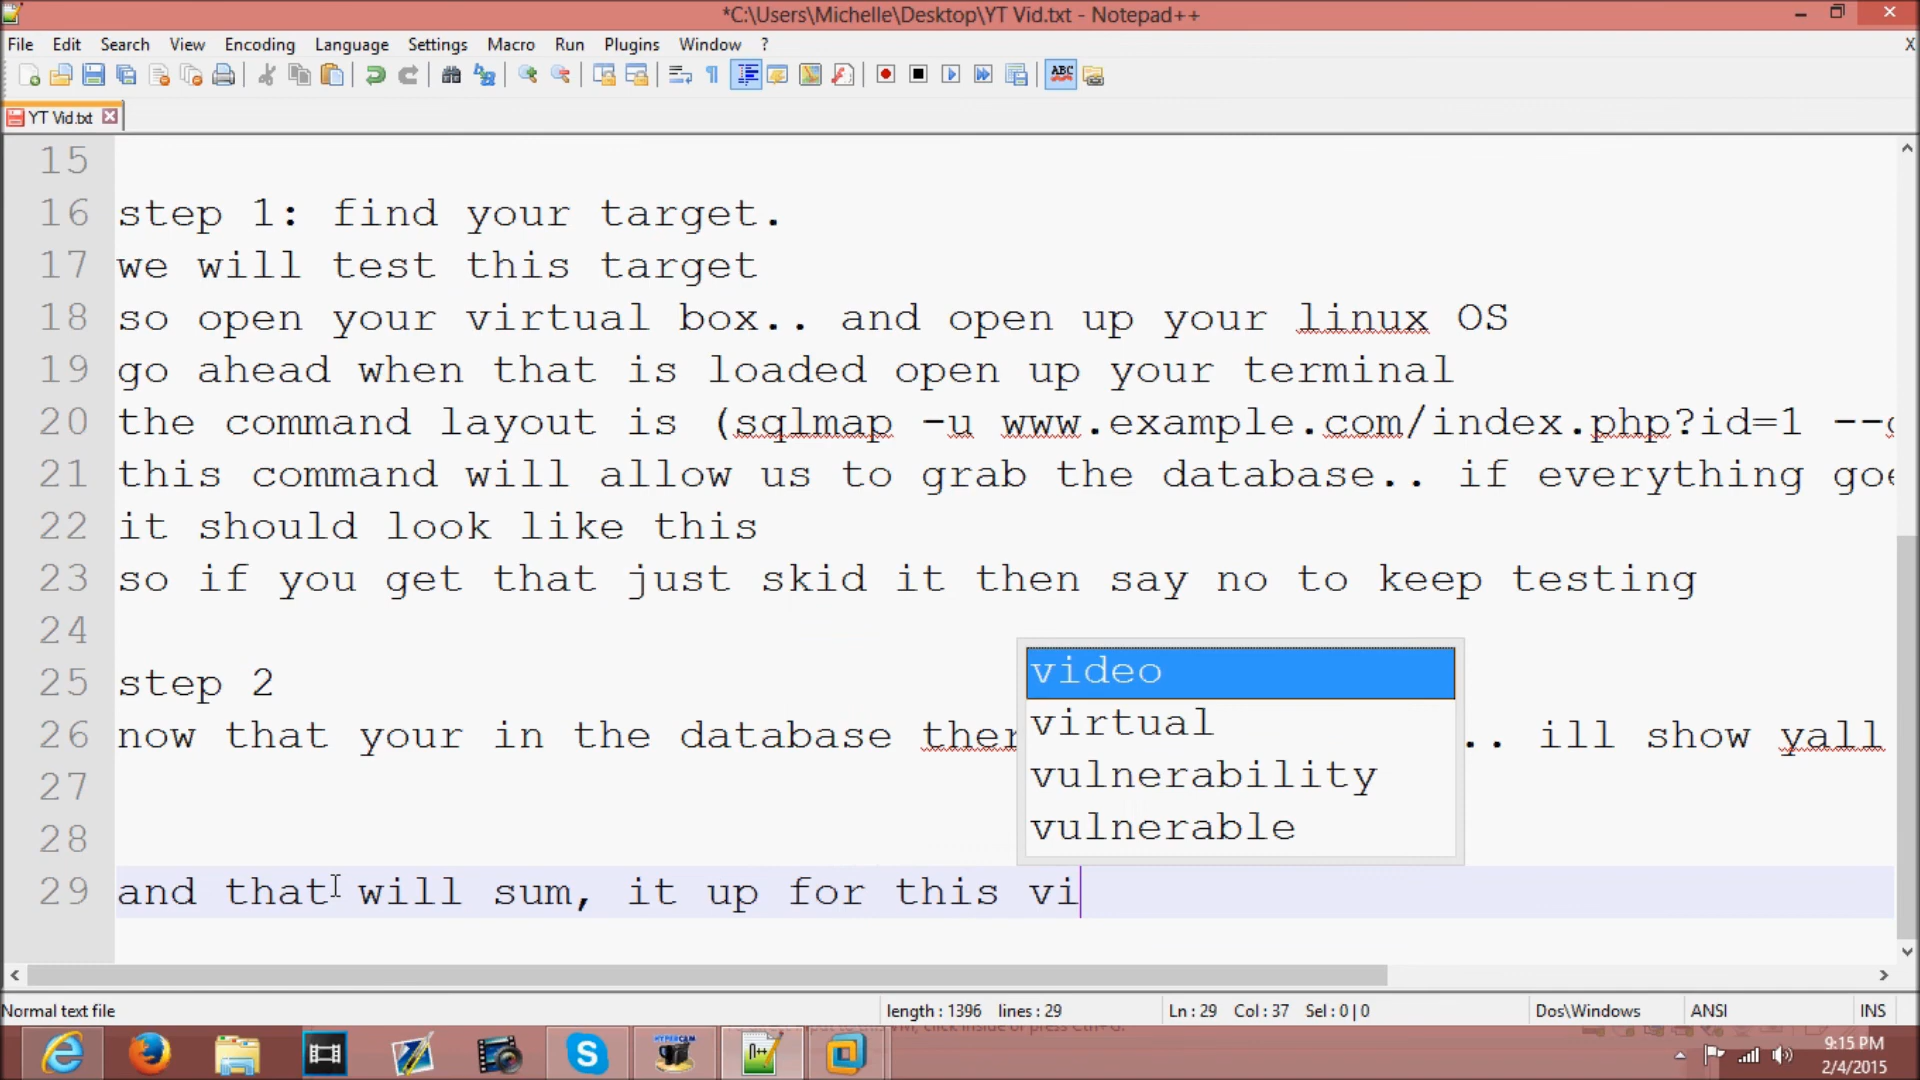 *C:\Users\Michelle\Desktop\YT Vid.txt - Notepad++
File Edit Search View Encoding Language Settings Macro Run Plugins Window ? X
ABC
YT Vid.txt
15
16 step 1: find your target.
17 we will test this target
18 so open your virtual box.. and open up your linux OS
19 go ahead when that is loaded open up your terminal
20 the command layout is (sqlmap -u www.example.com/index.php?id=1 --
21 this command will allow us to grab the database.. if everything
22 it should look like this
23 so if you get that just skid it then say no to keep testing
24
25 step 2
26 now that your in the database .. ill show yall
27
28
29 and that will sum, it up for this vi
video
virtual
vulnerability
vulnerable
Normal text file length : 1396 lines : 29 Ln : 29 Col : 37 Sel : 0 | 0 Dos\Windows ANSI INS
HYPERCAM
N++
9:15 PM
2/4/2015